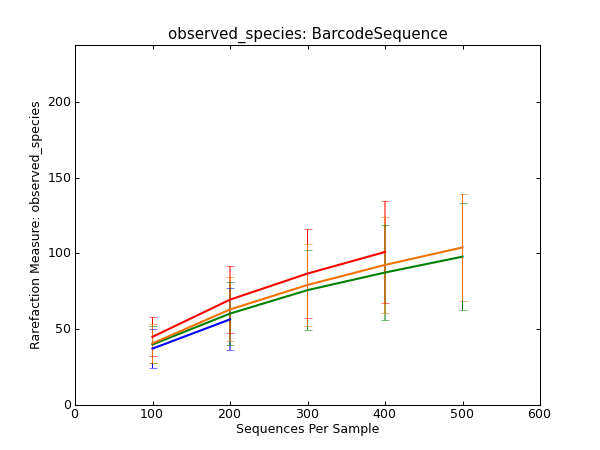 observed_species: BarcodeSequence
Rarefaction Measure: observed_species
200
150
100
50
0
0 100 200 300 400 500 600
Sequences Per Sample